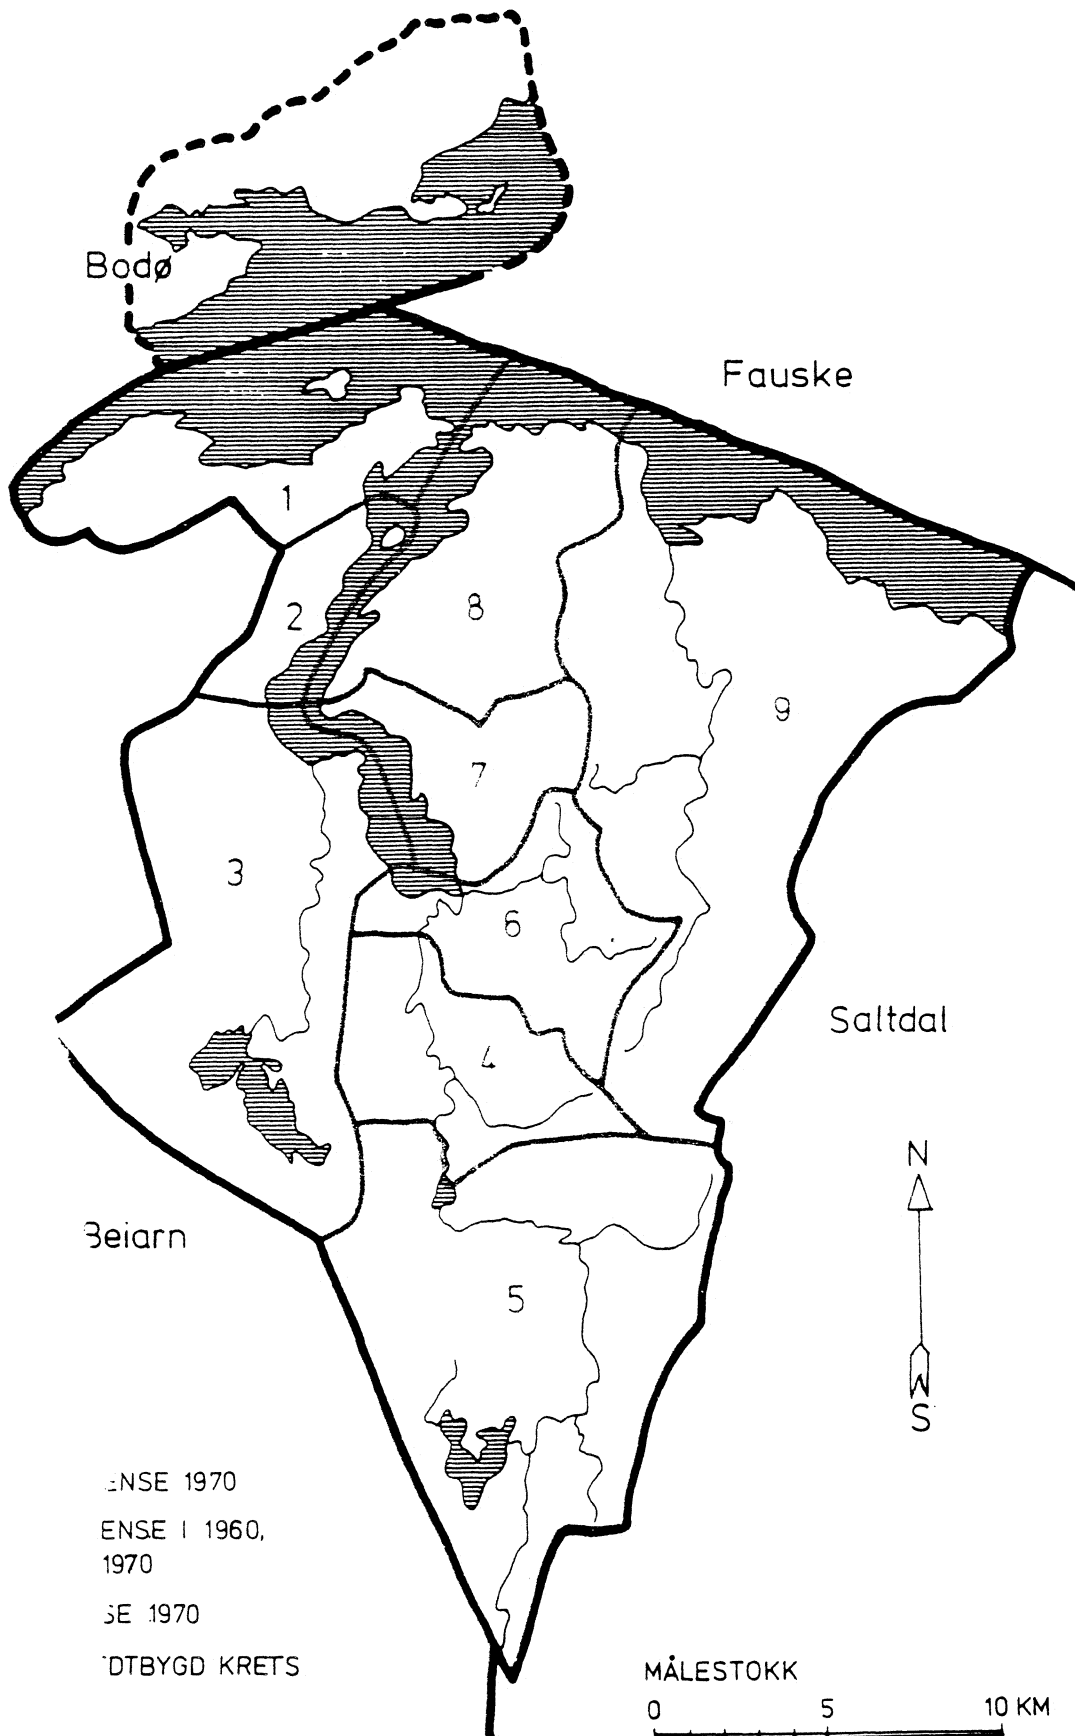 Bodø
Fauske
1
2
8
9
7
3
6
Saltdal
4
N
Beiarn
5
S
ENSE 1970
ENSE I 1960,
1970
SE 1970
DTBYGD KRETS
MÅLESTOKK
0 5 10 KM